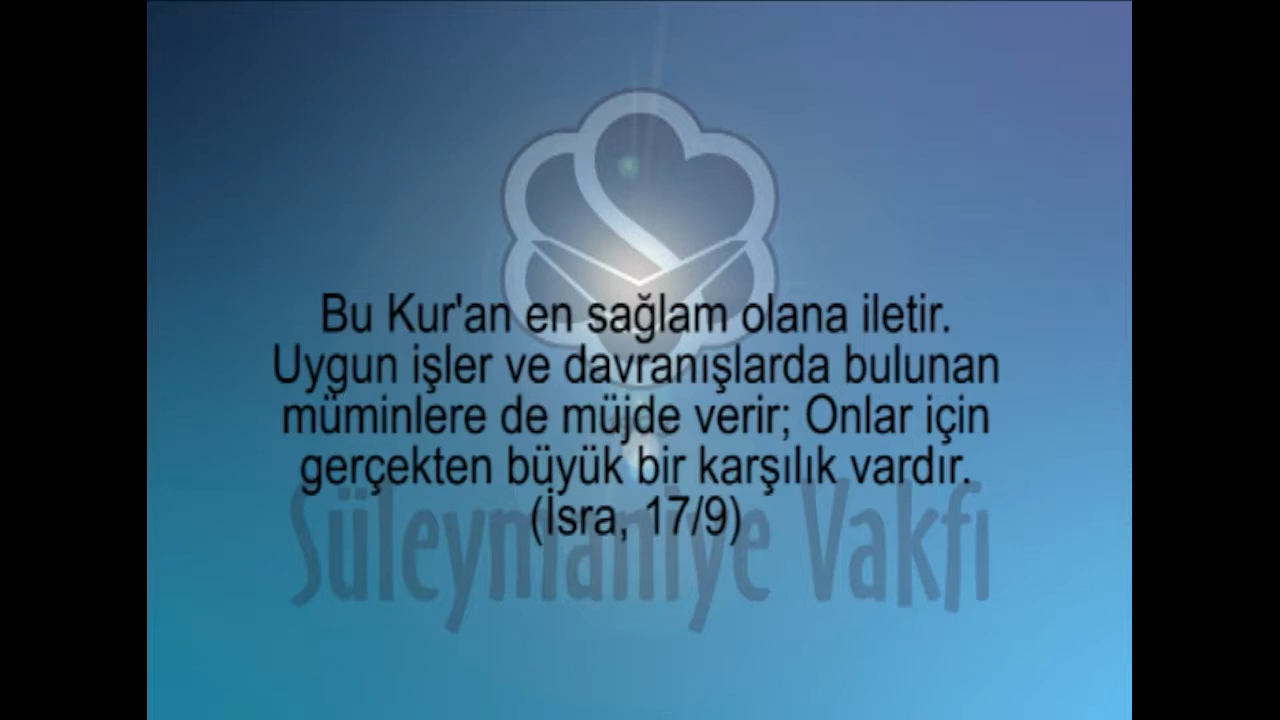 Bu Kur'an en sağlam olana iletir.
Uygun işler ve davranışlarda bulunan
müminlere de müjde verir; Onlar için
gerçekten büyük bir karşılık vardır.
(İsra, 17/9)
Süleymaniye Vakfı